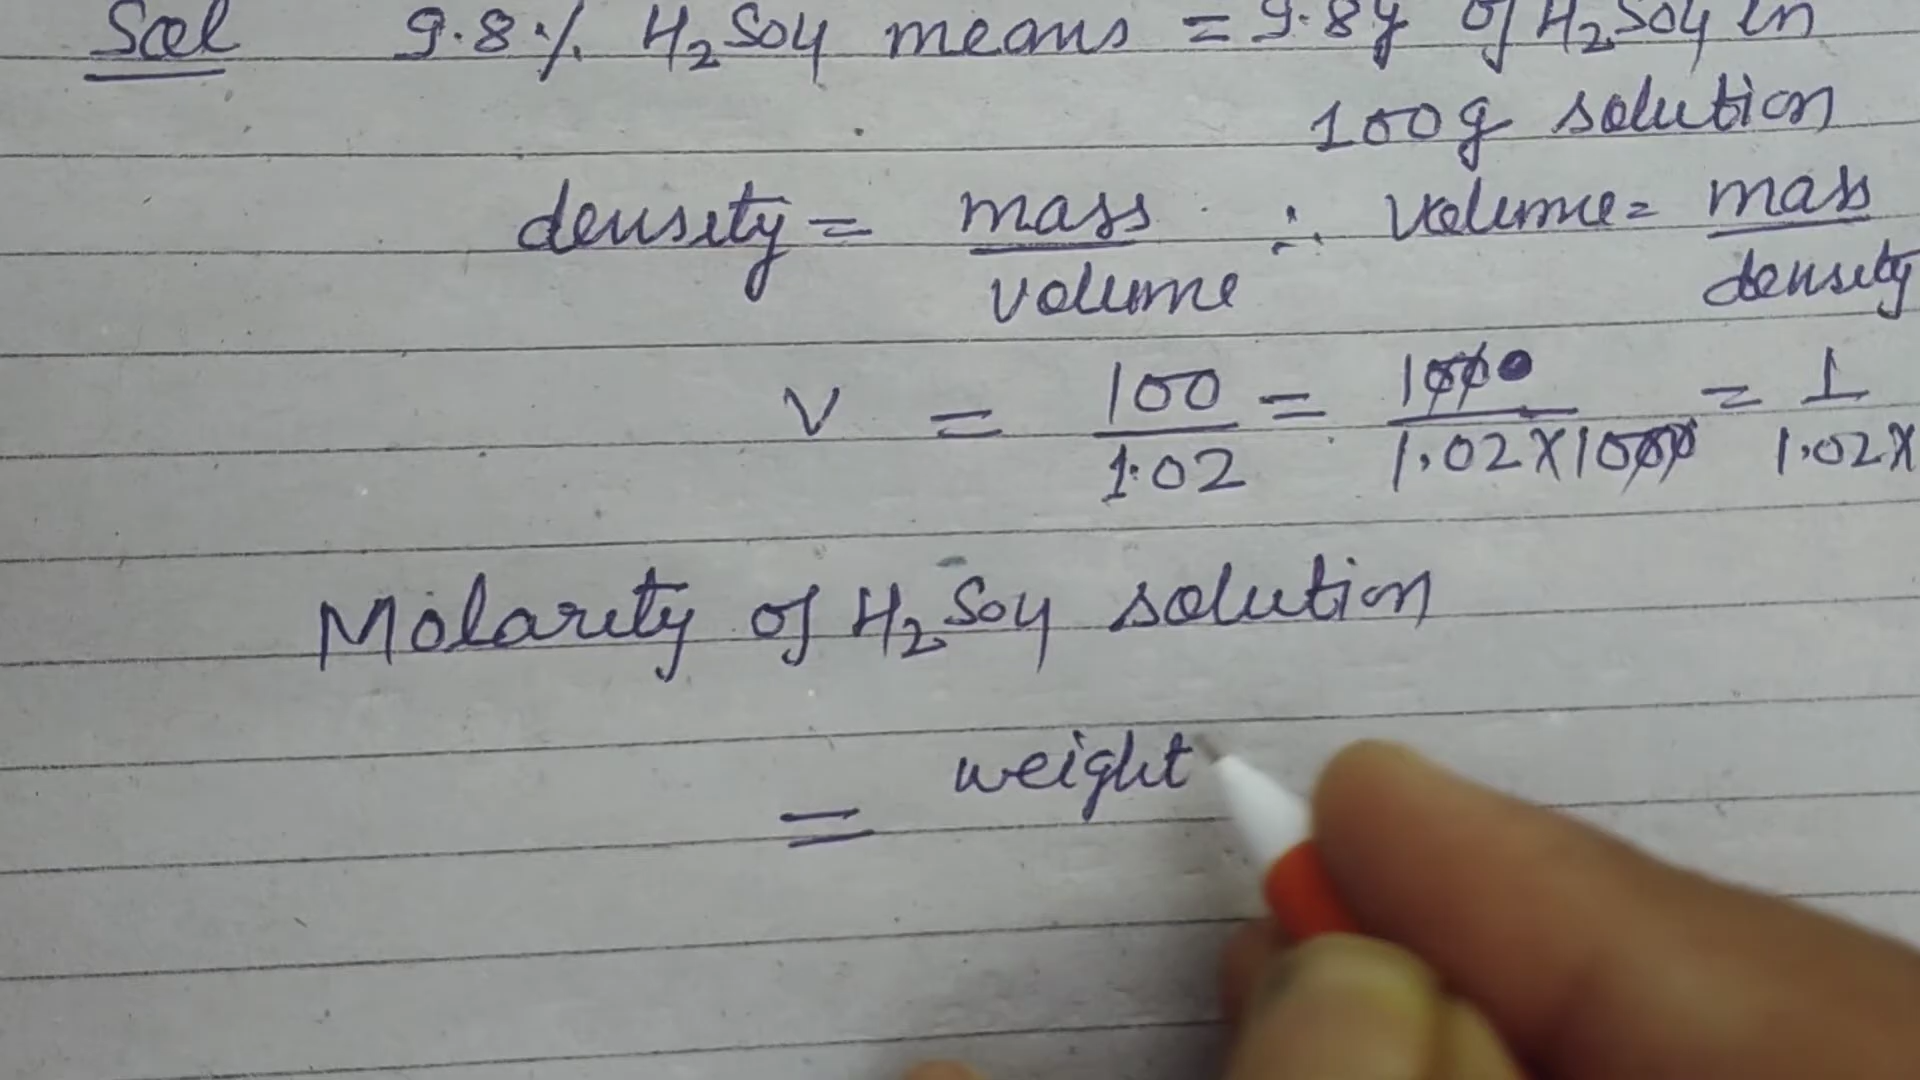 Sol 9.8% H2SO4 means = 9.8g of H2SO4 in
100g solution
density = mass/volume ∴ volume = mass/density
V = 100/1.02 = 100/1.02×1000 = 1/1.02×
Molarity of H2SO4 solution
= weight